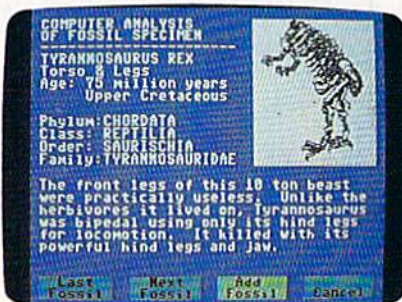 COMPUTER ANALYSIS
OF FOSSIL SPECIMEN
TYRANNOSAURUS REX
Torso & Legs
Age: 75 million years
Upper Cretaceous
Phylum:CHORDATA
Class: REPTILIA
Order: SAURISCHIA
Family:TYRANNOSAURIDAE
The front legs of this 10 ton beast
were practically useless. Unlike the
herbivores it lived on, Tyrannosaurus
was bipedal using only its hind legs
for locomotion. It killed with its
powerful hind legs and jaw.
Last Next Add Cancel
Fossil Fossil Fossil